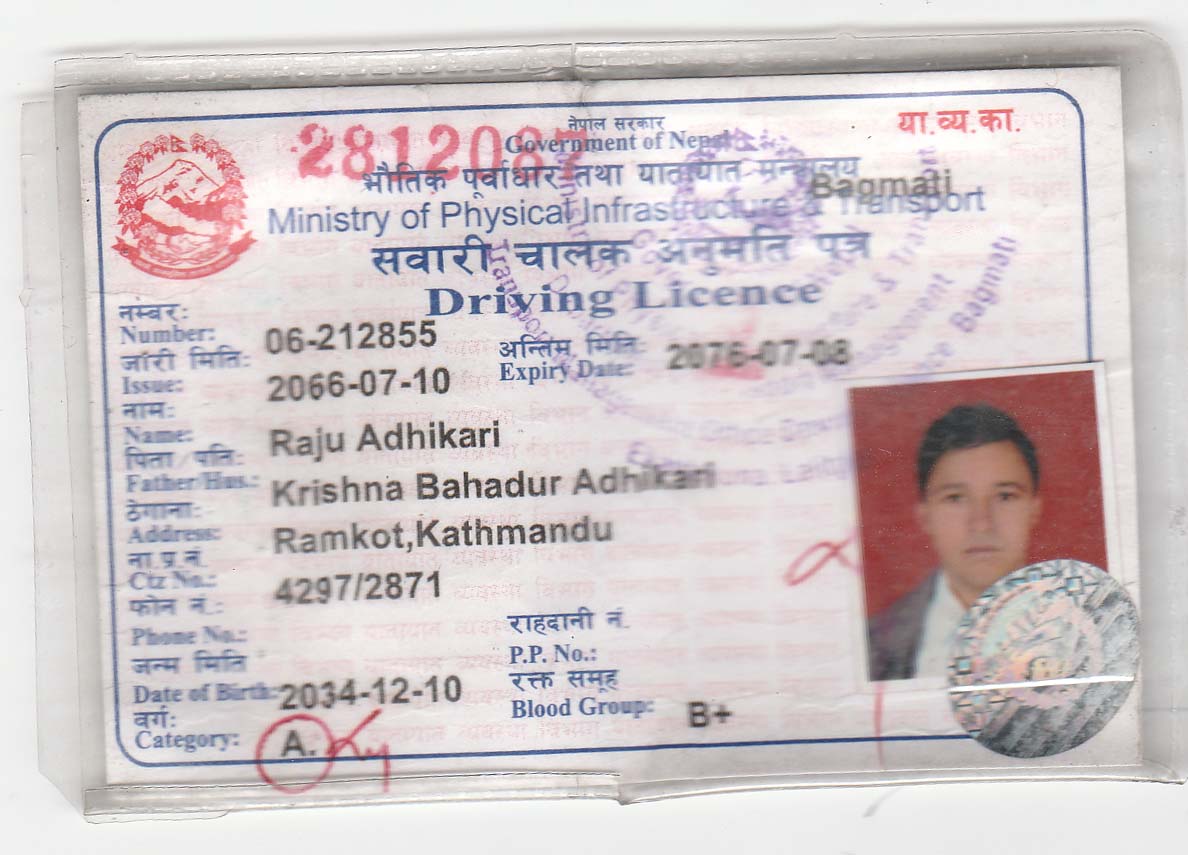 नेपाल सरकार
Government of Nepal
या.व्य.का.
भौतिक पूर्वाधार तथा यातायात मन्त्रालय
Bagmati
Ministry of Physical Infrastructure & Transport
सवारी चालक अनुमति पत्र
Driving Licence
नम्बर:
Number: 06-212855
जारी मिति: अन्तिम मिति:
Issue: 2066-07-10 Expiry Date: 2076-07-08
नाम:
Name: Raju Adhikari
पिता/पति:
Father/Hus.: Krishna Bahadur Adhikari
ठेगाना:
Address: Ramkot,Kathmandu
ना.प्र.नं.
Ctz No.: 4297/2871
फोन नं.: राहदानी नं.
Phone No.: P.P. No.:
जन्म मिति रक्त समूह
Date of Birth: 2034-12-10 Blood Group: B+
वर्ग:
Category: A.